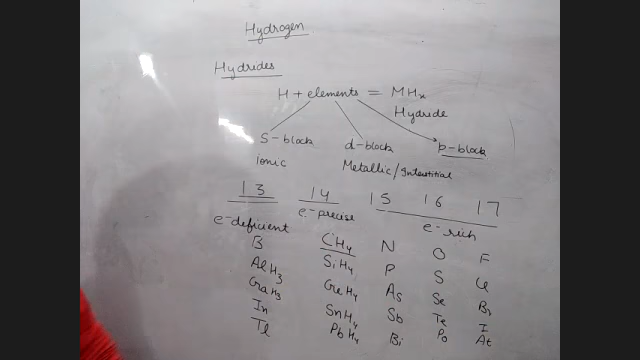 Hydrogen
Hydrides
H + elements = MHx
Hydride
S-block d-block p-block
ionic Metallic/Interstitial
13 14 15 16 17
e-deficient e-precise e-rich
B CH4 N O F
AlH3 SiH4 P S Cl
GaH3 GeH4 As Se Br
In SnH4 Sb Te I
Tl PbH4 Bi Po At